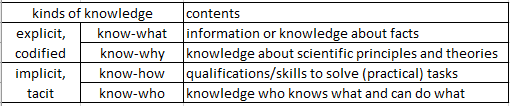 kinds of knowledge contents
explicit, know-what information or knowledge about facts
codified know-why knowledge about scientific principles and theories
implicit, know-how qualifications/skills to solve (practical) tasks
tacit know-who knowledge who knows what and can do what